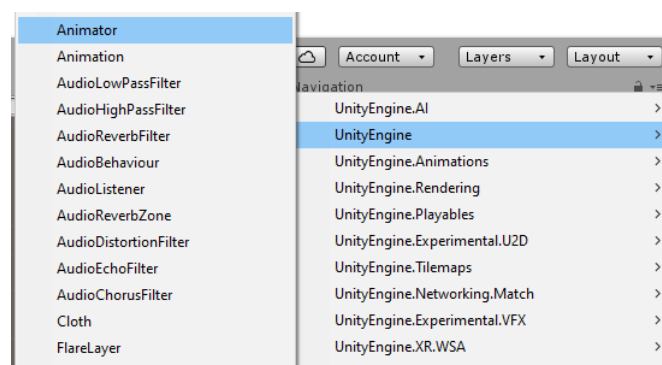 Animator
Animation
AudioLowPassFilter
AudioHighPassFilter
AudioReverbFilter
AudioBehaviour
AudioListener
AudioReverbZone
AudioDistortionFilter
AudioEchoFilter
AudioChorusFilter
Cloth
FlareLayer
Account
Layers
Layout
Navigation
UnityEngine.AI
UnityEngine
UnityEngine.Animations
UnityEngine.Rendering
UnityEngine.Playables
UnityEngine.Experimental.U2D
UnityEngine.Tilemaps
UnityEngine.Networking.Match
UnityEngine.Experimental.VFX
UnityEngine.XR.WSA